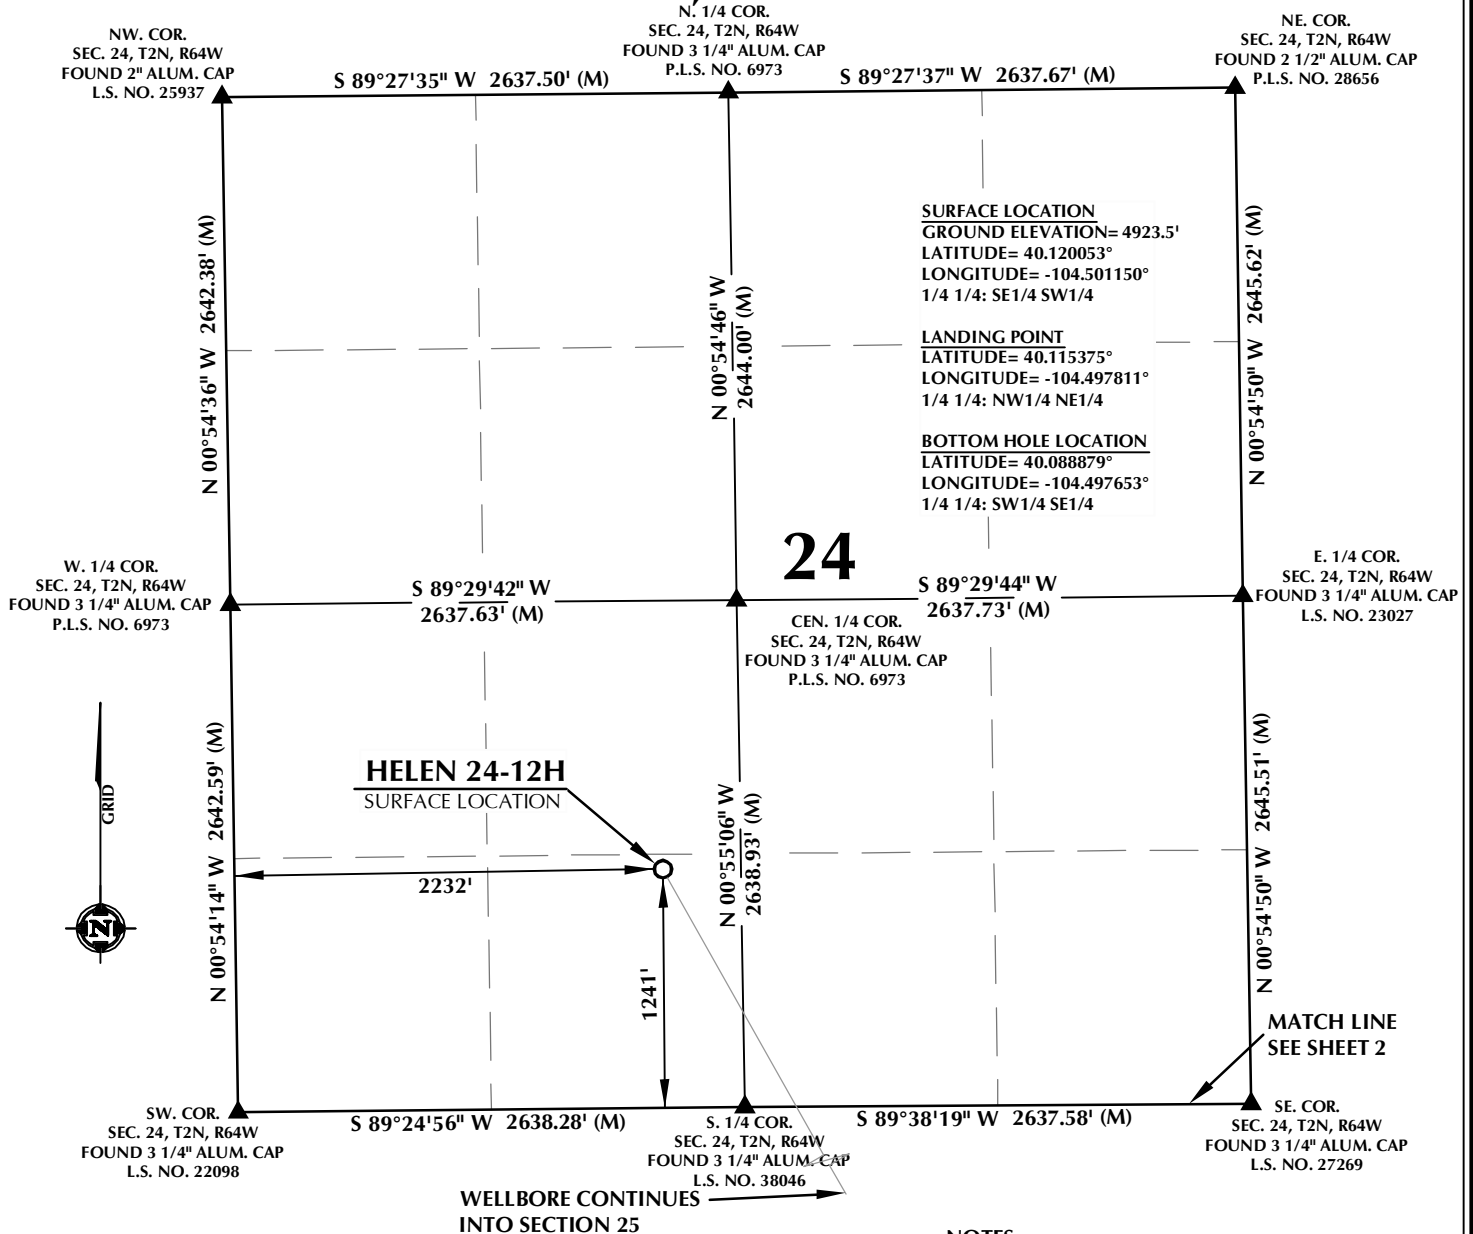 N. 1/4 COR.
SEC. 24, T2N, R64W
FOUND 3 1/4" ALUM. CAP
P.L.S. NO. 6973
NW. COR.
SEC. 24, T2N, R64W
FOUND 2" ALUM. CAP
L.S. NO. 25937
NE. COR.
SEC. 24, T2N, R64W
FOUND 2 1/2" ALUM. CAP
P.L.S. NO. 28656
S 89°27'35" W 2637.50' (M)
S 89°27'37" W 2637.67' (M)
N 00°54'36" W 2642.38' (M)
N 00°54'46" W
2644.00' (M)
N 00°54'50" W 2645.62' (M)
SURFACE LOCATION
GROUND ELEVATION= 4923.5'
LATITUDE= 40.120053°
LONGITUDE= -104.501150°
1/4 1/4: SE1/4 SW1/4
LANDING POINT
LATITUDE= 40.115375°
LONGITUDE= -104.497811°
1/4 1/4: NW1/4 NE1/4
BOTTOM HOLE LOCATION
LATITUDE= 40.088879°
LONGITUDE= -104.497653°
1/4 1/4: SW1/4 SE1/4
24
W. 1/4 COR.
SEC. 24, T2N, R64W
FOUND 3 1/4" ALUM. CAP
P.L.S. NO. 6973
S 89°29'42" W
2637.63' (M)
S 89°29'44" W
2637.73' (M)
E. 1/4 COR.
SEC. 24, T2N, R64W
FOUND 3 1/4" ALUM. CAP
L.S. NO. 23027
CEN. 1/4 COR.
SEC. 24, T2N, R64W
FOUND 3 1/4" ALUM. CAP
P.L.S. NO. 6973
GRID
N
N 00°54'14" W 2642.59' (M)
HELEN 24-12H
SURFACE LOCATION
2232'
1241'
N 00°55'06" W
2638.93' (M)
N 00°54'50" W 2645.51' (M)
MATCH LINE
SEE SHEET 2
SW. COR.
SEC. 24, T2N, R64W
FOUND 3 1/4" ALUM. CAP
L.S. NO. 22098
S 89°24'56" W 2638.28' (M)
S. 1/4 COR.
SEC. 24, T2N, R64W
FOUND 3 1/4" ALUM. CAP
L.S. NO. 38046
S 89°38'19" W 2637.58' (M)
SE. COR.
SEC. 24, T2N, R64W
FOUND 3 1/4" ALUM. CAP
L.S. NO. 27269
WELLBORE CONTINUES
INTO SECTION 25